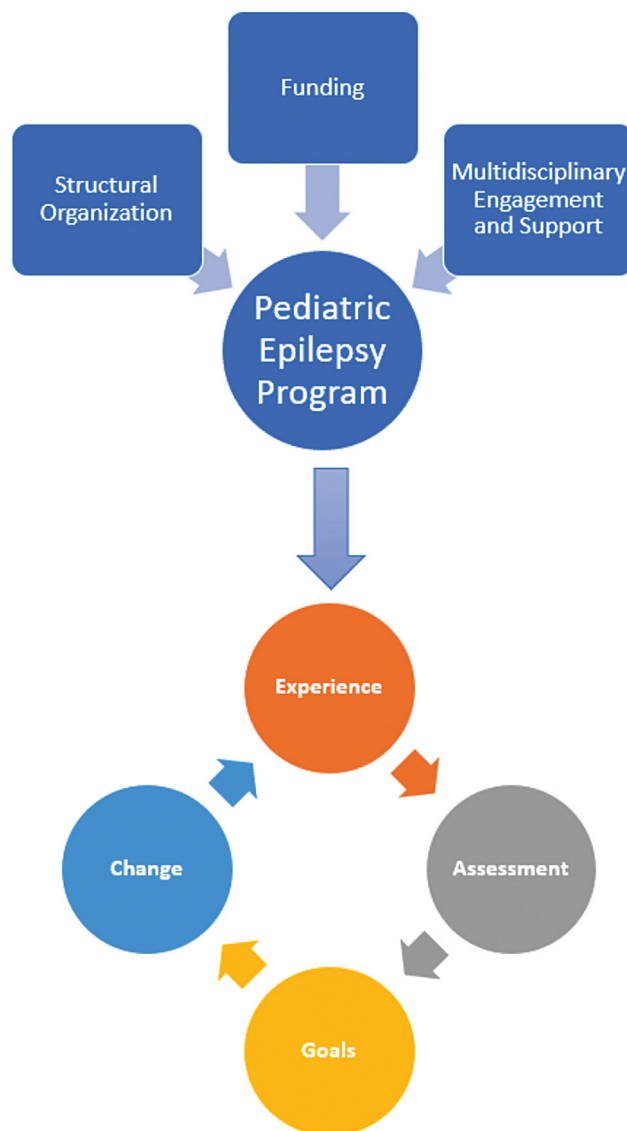 Funding
Structural
Organization
Multidisciplinary
Engagement
and Support
Pediatric
Epilepsy
Program
Experience
Change
Assessment
Goals